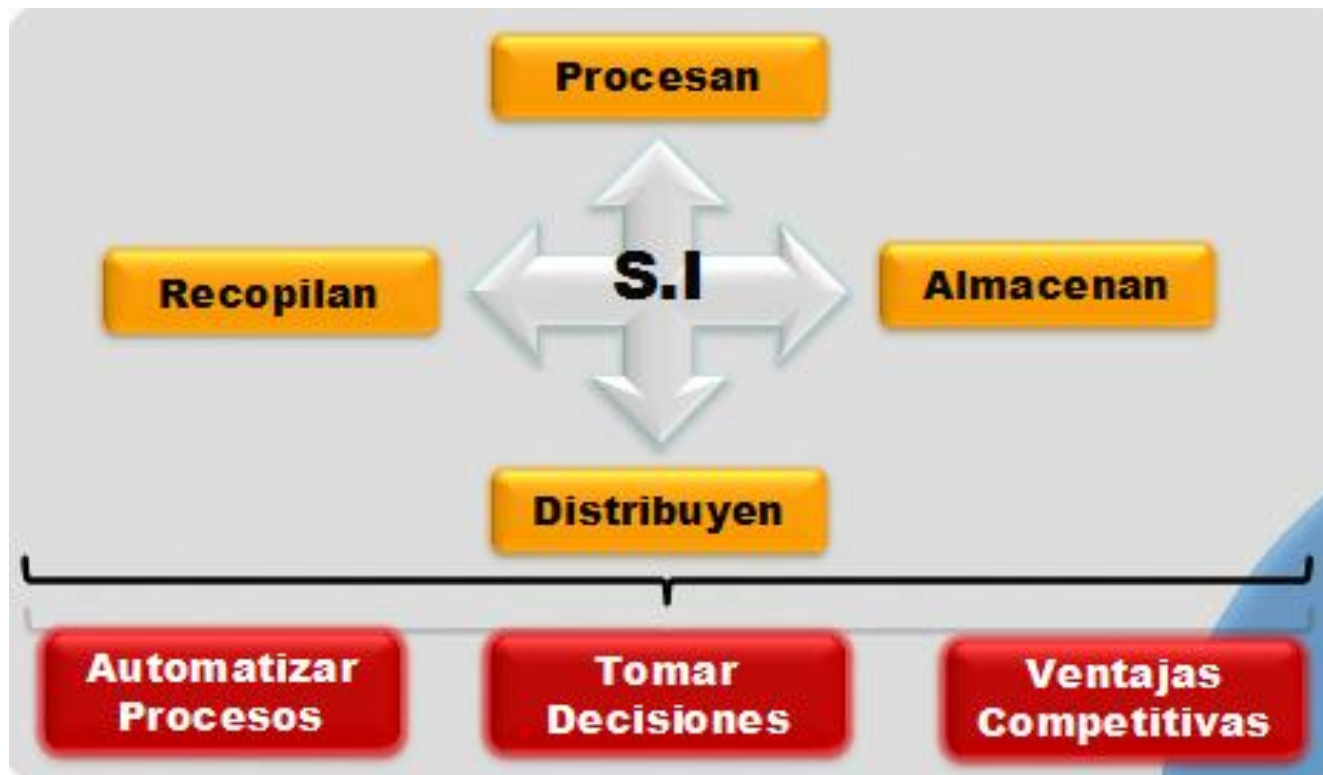 Procesan
Recopilan
S.I
Almacenan
Distribuyen
Automatizar
Procesos
Tomar
Decisiones
Ventajas
Competitivas